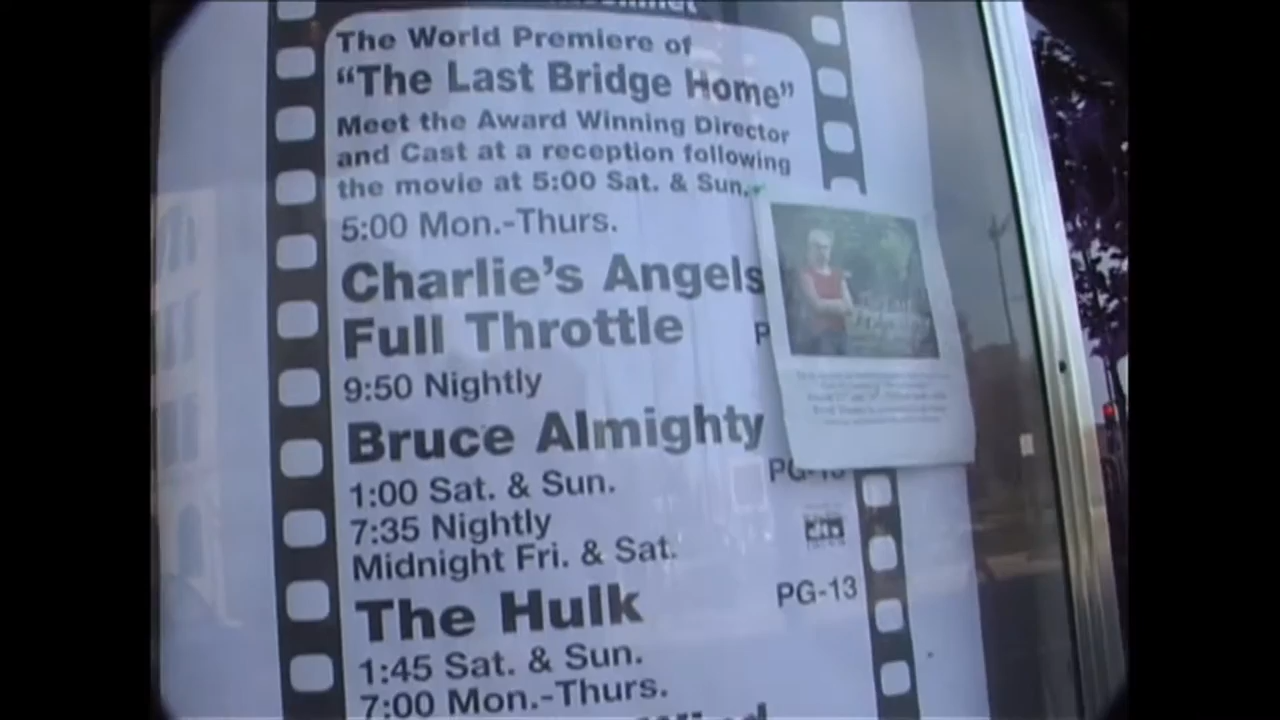 The World Premiere of
"The Last Bridge Home"
Meet the Award Winning Director
and Cast at a reception following
the movie at 5:00 Sat. & Sun.
5:00 Mon.-Thurs.
Charlie's Angels
Full Throttle
9:50 Nightly
Bruce Almighty
PG-13
1:00 Sat. & Sun.
7:35 Nightly
dts
Midnight Fri. & Sat.
The Hulk PG-13
1:45 Sat. & Sun.
7:00 Mon.-Thurs.